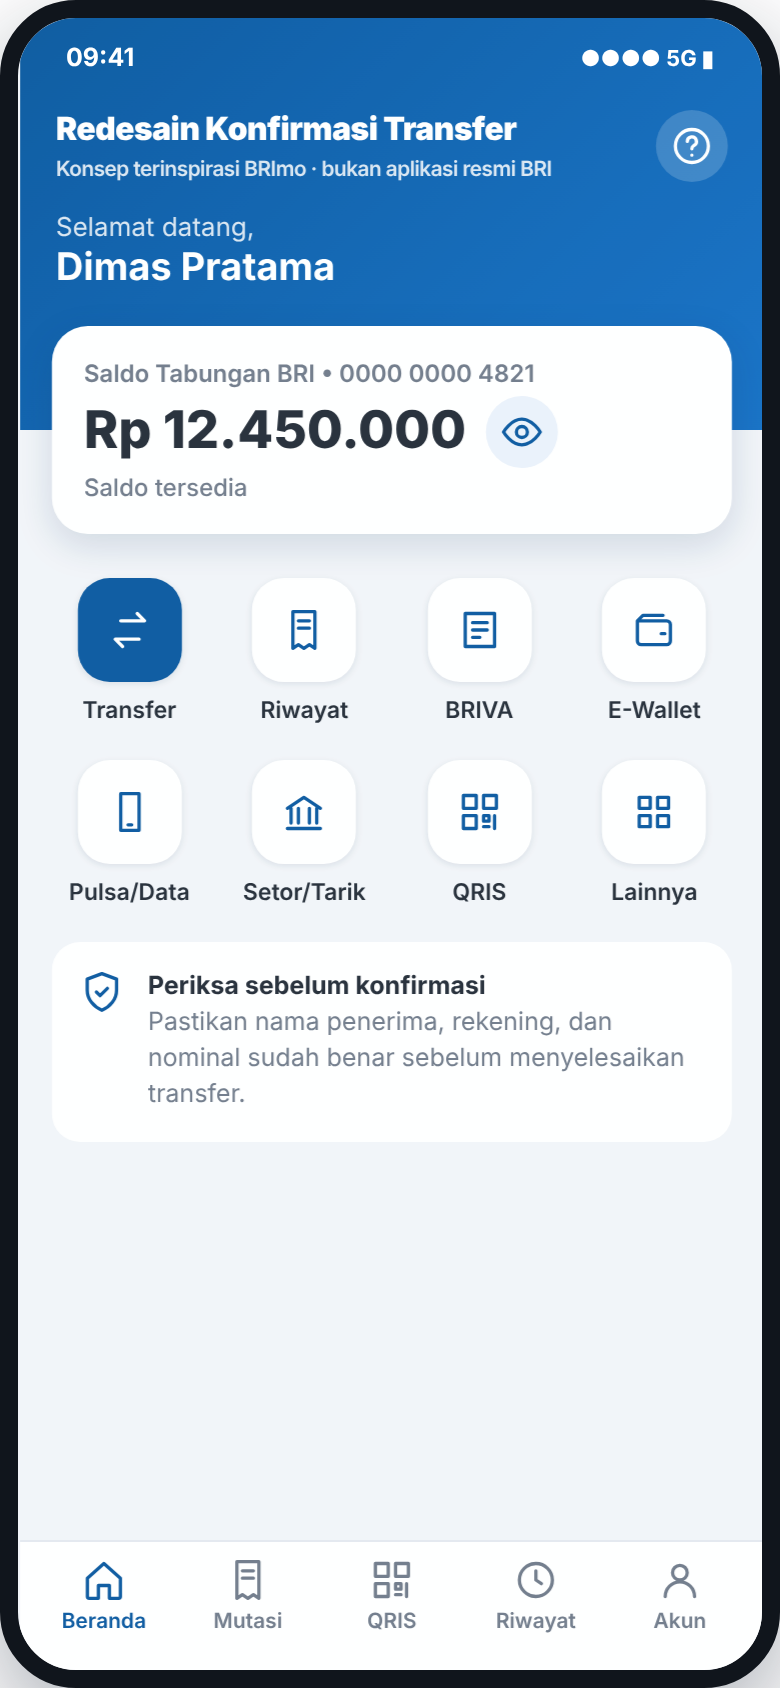 09:41
5G
Redesain Konfirmasi Transfer
Konsep terinspirasi BRImo · bukan aplikasi resmi BRI
Selamat datang,
Dimas Pratama
Saldo Tabungan BRI • 0000 0000 4821
Rp 12.450.000
Saldo tersedia
Transfer
Riwayat
BRIVA
E-Wallet
Pulsa/Data
Setor/Tarik
QRIS
Lainnya
Periksa sebelum konfirmasi
Pastikan nama penerima, rekening, dan
nominal sudah benar sebelum menyelesaikan
transfer.
Beranda
Mutasi
QRIS
Riwayat
Akun